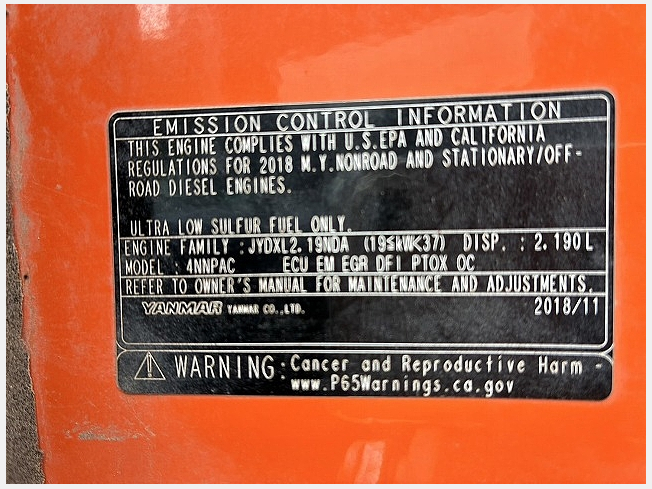 EMISSION CONTROL INFORMATION
THIS ENGINE COMPLIES WITH U.S.EPA AND CALIFORNIA
REGULATIONS FOR 2018 M.Y.NONROAD AND STATIONARY/OFF-
ROAD DIESEL ENGINES.
ULTRA LOW SULFUR FUEL ONLY.
ENGINE FAMILY : JYDXL2.19NDA (19≤kW<37) DISP. : 2.190L
MODEL : 4NNPAC ECU EM EGR DFI PTOX OC
REFER TO OWNER'S MANUAL FOR MAINTENANCE AND ADJUSTMENTS.
YANMAR YANMAR CO.,LTD. 2018/11
WARNING: Cancer and Reproductive Harm -
www.P65Warnings.ca.gov